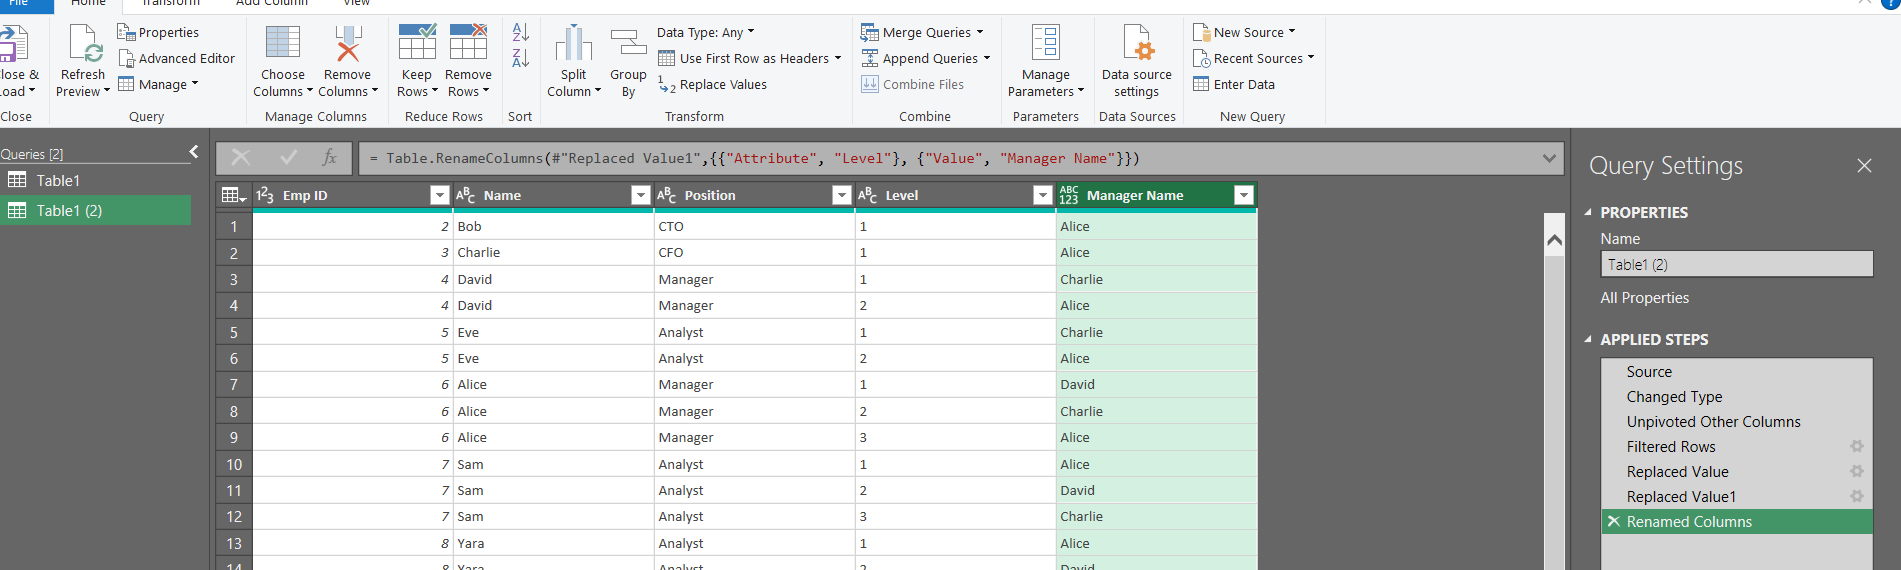 File Home Transform Add Column View
Close & Load
Refresh Preview
Properties
Advanced Editor
Manage
Choose Columns
Remove Columns
Keep Rows
Remove Rows
A Z
Z A
Split Column
Group By
Data Type: Any
Use First Row as Headers
1 2 Replace Values
Merge Queries
Append Queries
Combine Files
Manage Parameters
Data source settings
New Source
Recent Sources
Enter Data
Close Query Manage Columns Reduce Rows Sort Transform Combine Parameters Data Sources New Query
Queries [2]
Table1
Table1 (2)
fx = Table.RenameColumns(#"Replaced Value1",{{"Attribute", "Level"}, {"Value", "Manager Name"}})
123 Emp ID ABC Name ABC Position ABC Level ABC 123 Manager Name
1 2 Bob CTO 1 Alice
2 3 Charlie CFO 1 Alice
3 4 David Manager 1 Charlie
4 4 David Manager 2 Alice
5 5 Eve Analyst 1 Charlie
6 5 Eve Analyst 2 Alice
7 6 Alice Manager 1 David
8 6 Alice Manager 2 Charlie
9 6 Alice Manager 3 Alice
10 7 Sam Analyst 1 Alice
11 7 Sam Analyst 2 David
12 7 Sam Analyst 3 Charlie
13 8 Yara Analyst 1 Alice
14 8 Yara Analyst 2 David
Query Settings
PROPERTIES
Name
Table1 (2)
All Properties
APPLIED STEPS
Source
Changed Type
Unpivoted Other Columns
Filtered Rows
Replaced Value
Replaced Value1
Renamed Columns